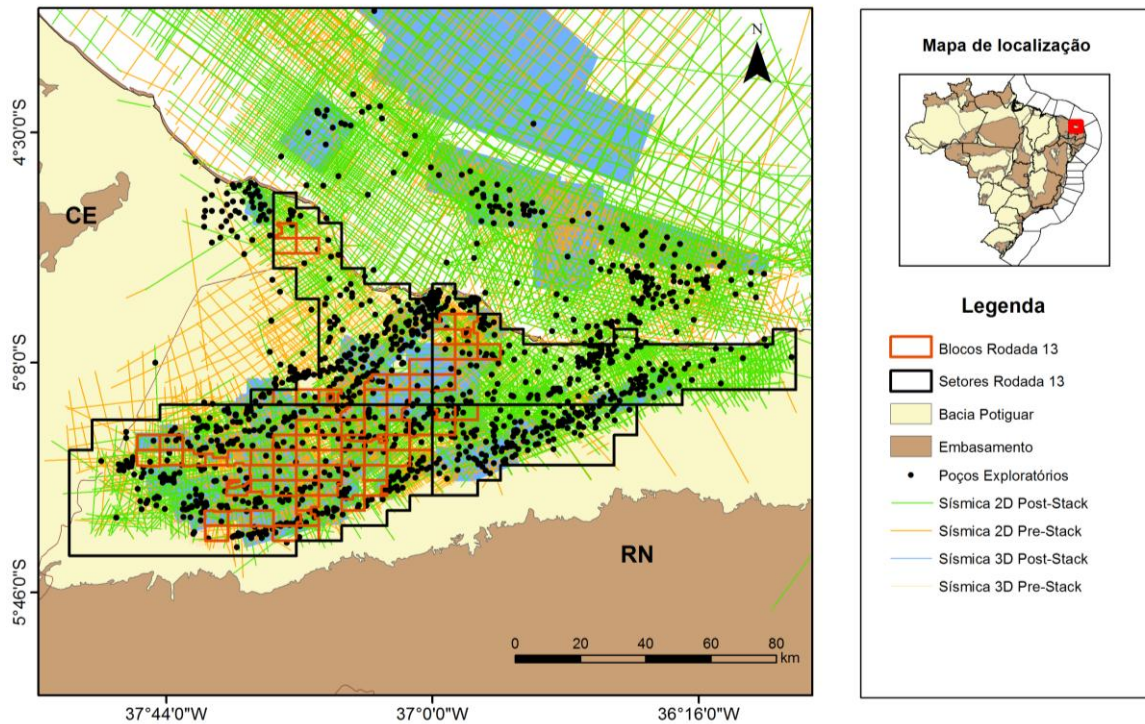 N
4°30'0"S
5°8'0"S
5°46'0"S
CE
RN
0 20 40 60 80
km
37°44'0"W 37°0'0"W 36°16'0"W
Mapa de localização
Legenda
Blocos Rodada 13
Setores Rodada 13
Bacia Potiguar
Embasamento
Poços Exploratórios
Sísmica 2D Post-Stack
Sísmica 2D Pre-Stack
Sísmica 3D Post-Stack
Sísmica 3D Pre-Stack